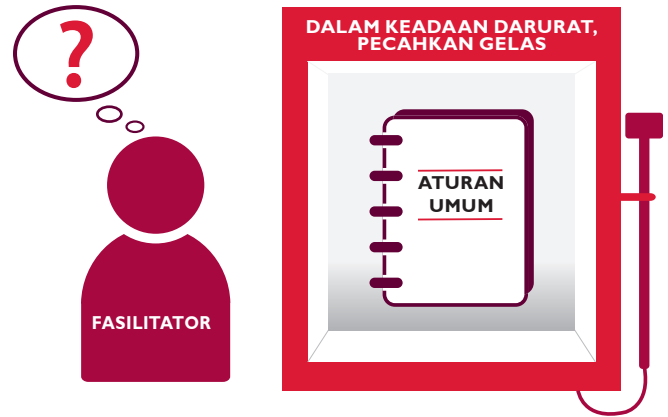 ?
DALAM KEADAAN DARURAT,
PECAHKAN GELAS
ATURAN
UMUM
FASILITATOR